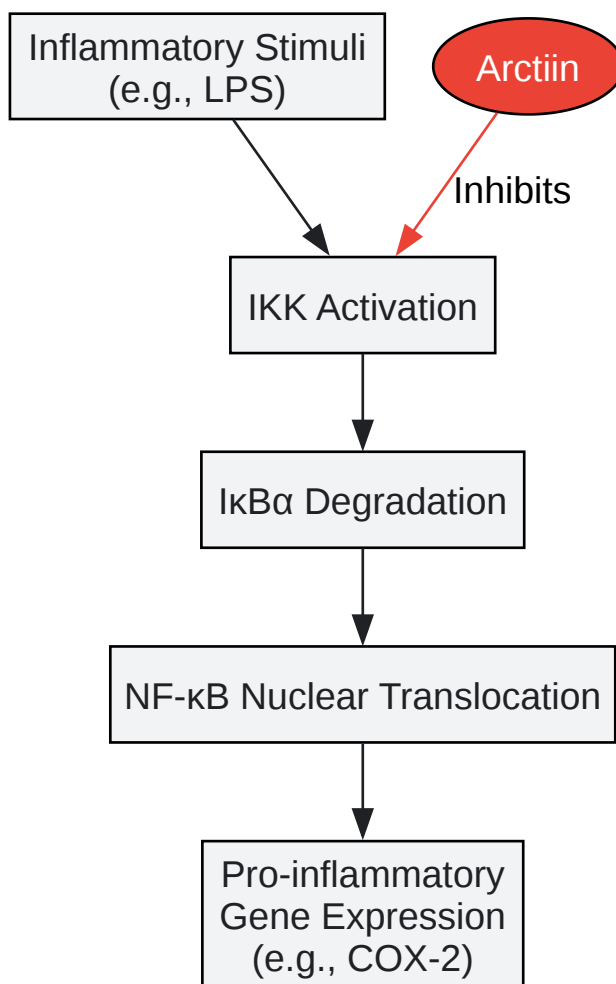 Inflammatory Stimuli
(e.g., LPS)
Arctiin
Inhibits
IKK Activation
IκBα Degradation
NF-κB Nuclear Translocation
Pro-inflammatory
Gene Expression
(e.g., COX-2)